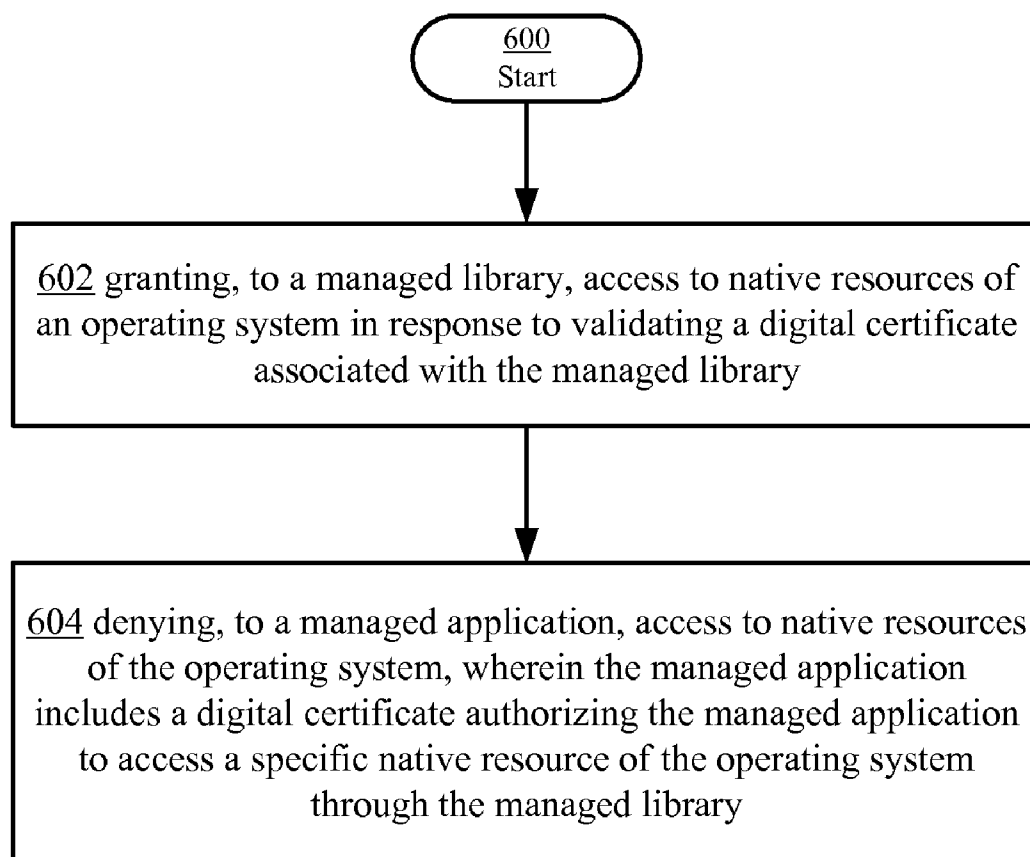 600
Start
602 granting, to a managed library, access to native resources of
an operating system in response to validating a digital certificate
associated with the managed library
604 denying, to a managed application, access to native resources
of the operating system, wherein the managed application
includes a digital certificate authorizing the managed application
to access a specific native resource of the operating system
through the managed library